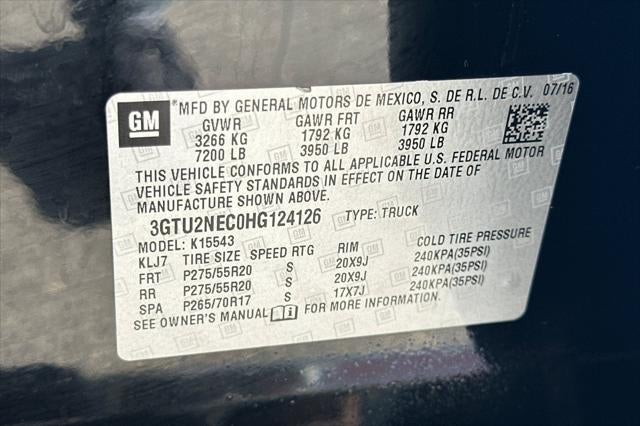 GM
*MFD BY GENERAL MOTORS DE MEXICO, S. DE R.L. DE C.V. 07/16
GVWR GAWR FRT GAWR RR
3266 KG 1792 KG 1792 KG
7200 LB 3950 LB 3950 LB
THIS VEHICLE CONFORMS TO ALL APPLICABLE U.S. FEDERAL MOTOR
VEHICLE SAFETY STANDARDS IN EFFECT ON THE DATE OF
MANUFACTURE SHOWN ABOVE.
3GTU2NEC0HG124126 TYPE: TRUCK
MODEL: K15543
KLJ7 TIRE SIZE SPEED RTG RIM COLD TIRE PRESSURE
FRT P275/55R20 S 20X9J 240KPA(35PSI)
RR P275/55R20 S 20X9J 240KPA(35PSI)
SPA P265/70R17 S 17X7J 240KPA(35PSI)
SEE OWNER'S MANUAL FOR MORE INFORMATION.